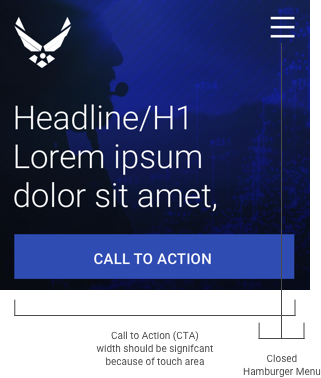 Headline/H1
Lorem ipsum
dolor sit amet,
CALL TO ACTION
Call to Action (CTA)
width should be signifcant
because of touch area
Closed
Hamburger Menu